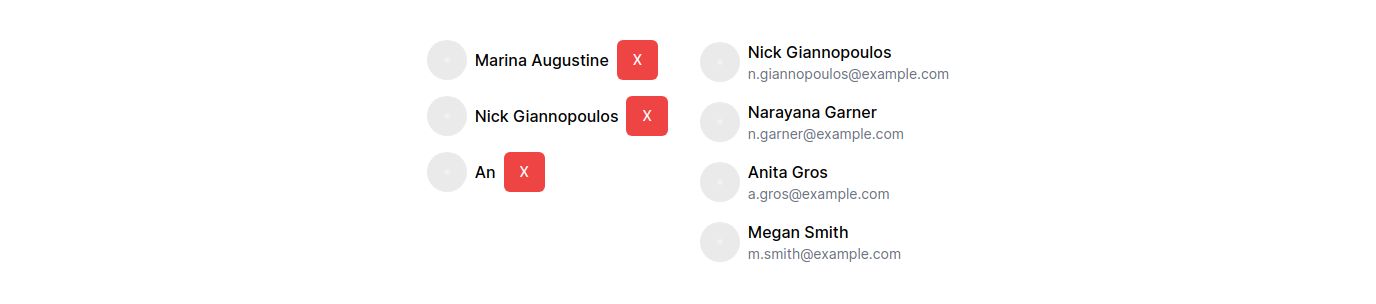 Marina Augustine X
Nick Giannopoulos X
An X
Nick Giannopoulos
n.giannopoulos@example.com
Narayana Garner
n.garner@example.com
Anita Gros
a.gros@example.com
Megan Smith
m.smith@example.com